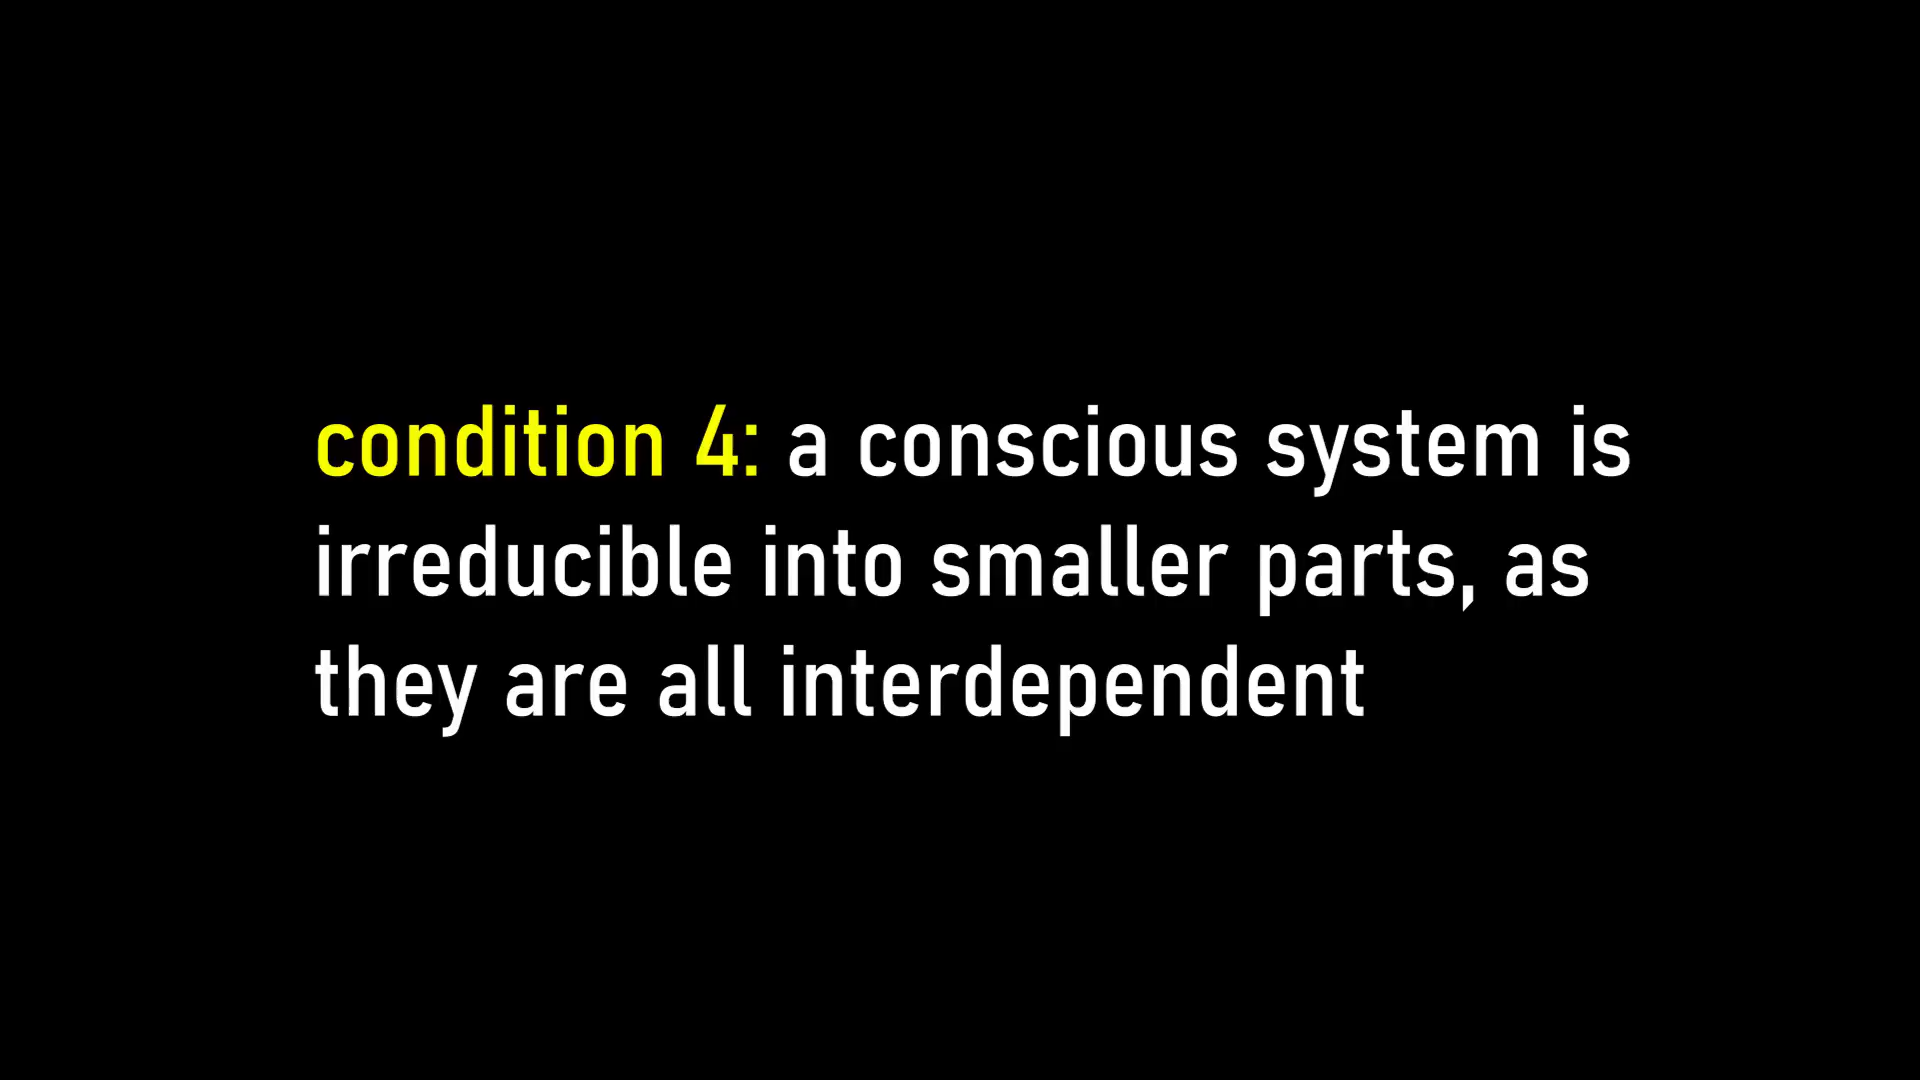 condition 4: a conscious system is
irreducible into smaller parts, as
they are all interdependent